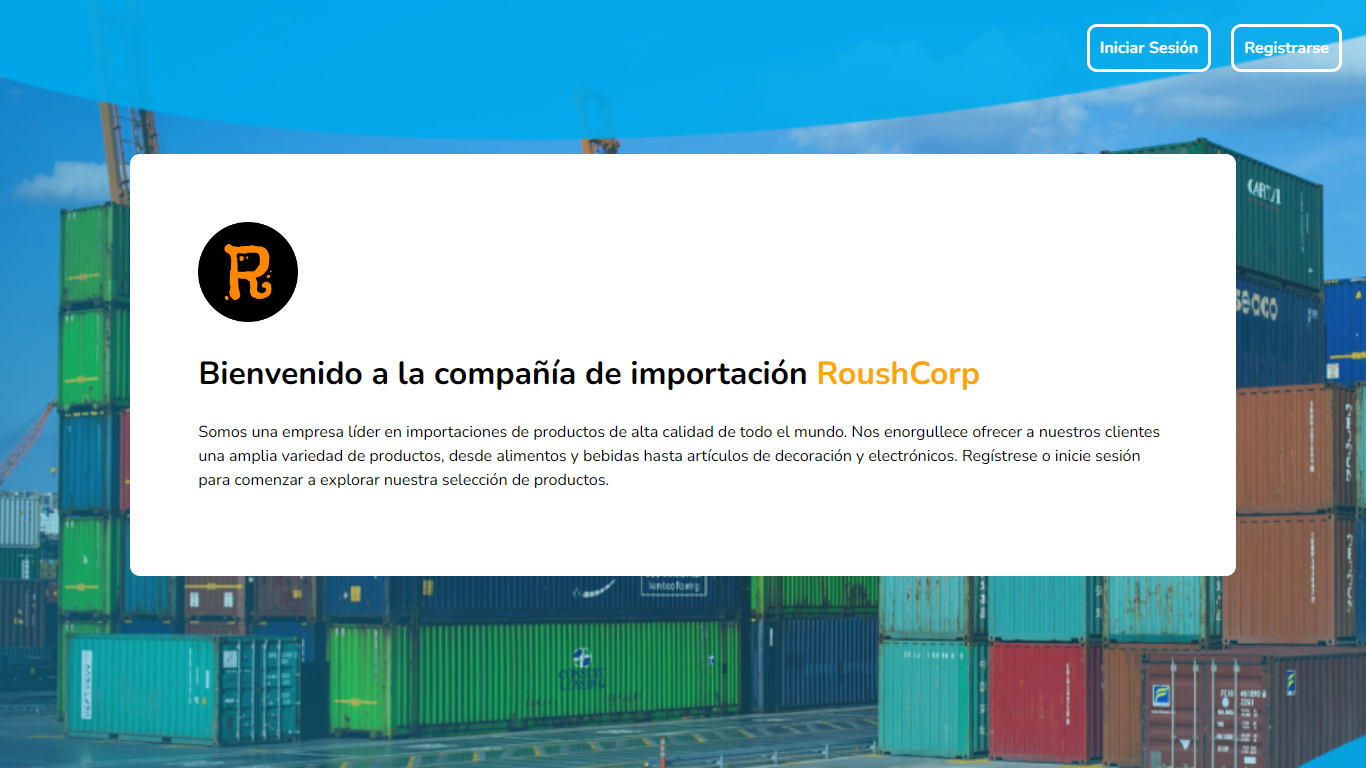 Iniciar Sesión
Registrarse
CAPITAL
seaco
R
Bienvenido a la compañía de importación RoushCorp
Somos una empresa líder en importaciones de productos de alta calidad de todo el mundo. Nos enorgullece ofrecer a nuestros clientes
una amplia variedad de productos, desde alimentos y bebidas hasta artículos de decoración y electrónicos. Regístrese o inicie sesión
para comenzar a explorar nuestra selección de productos.